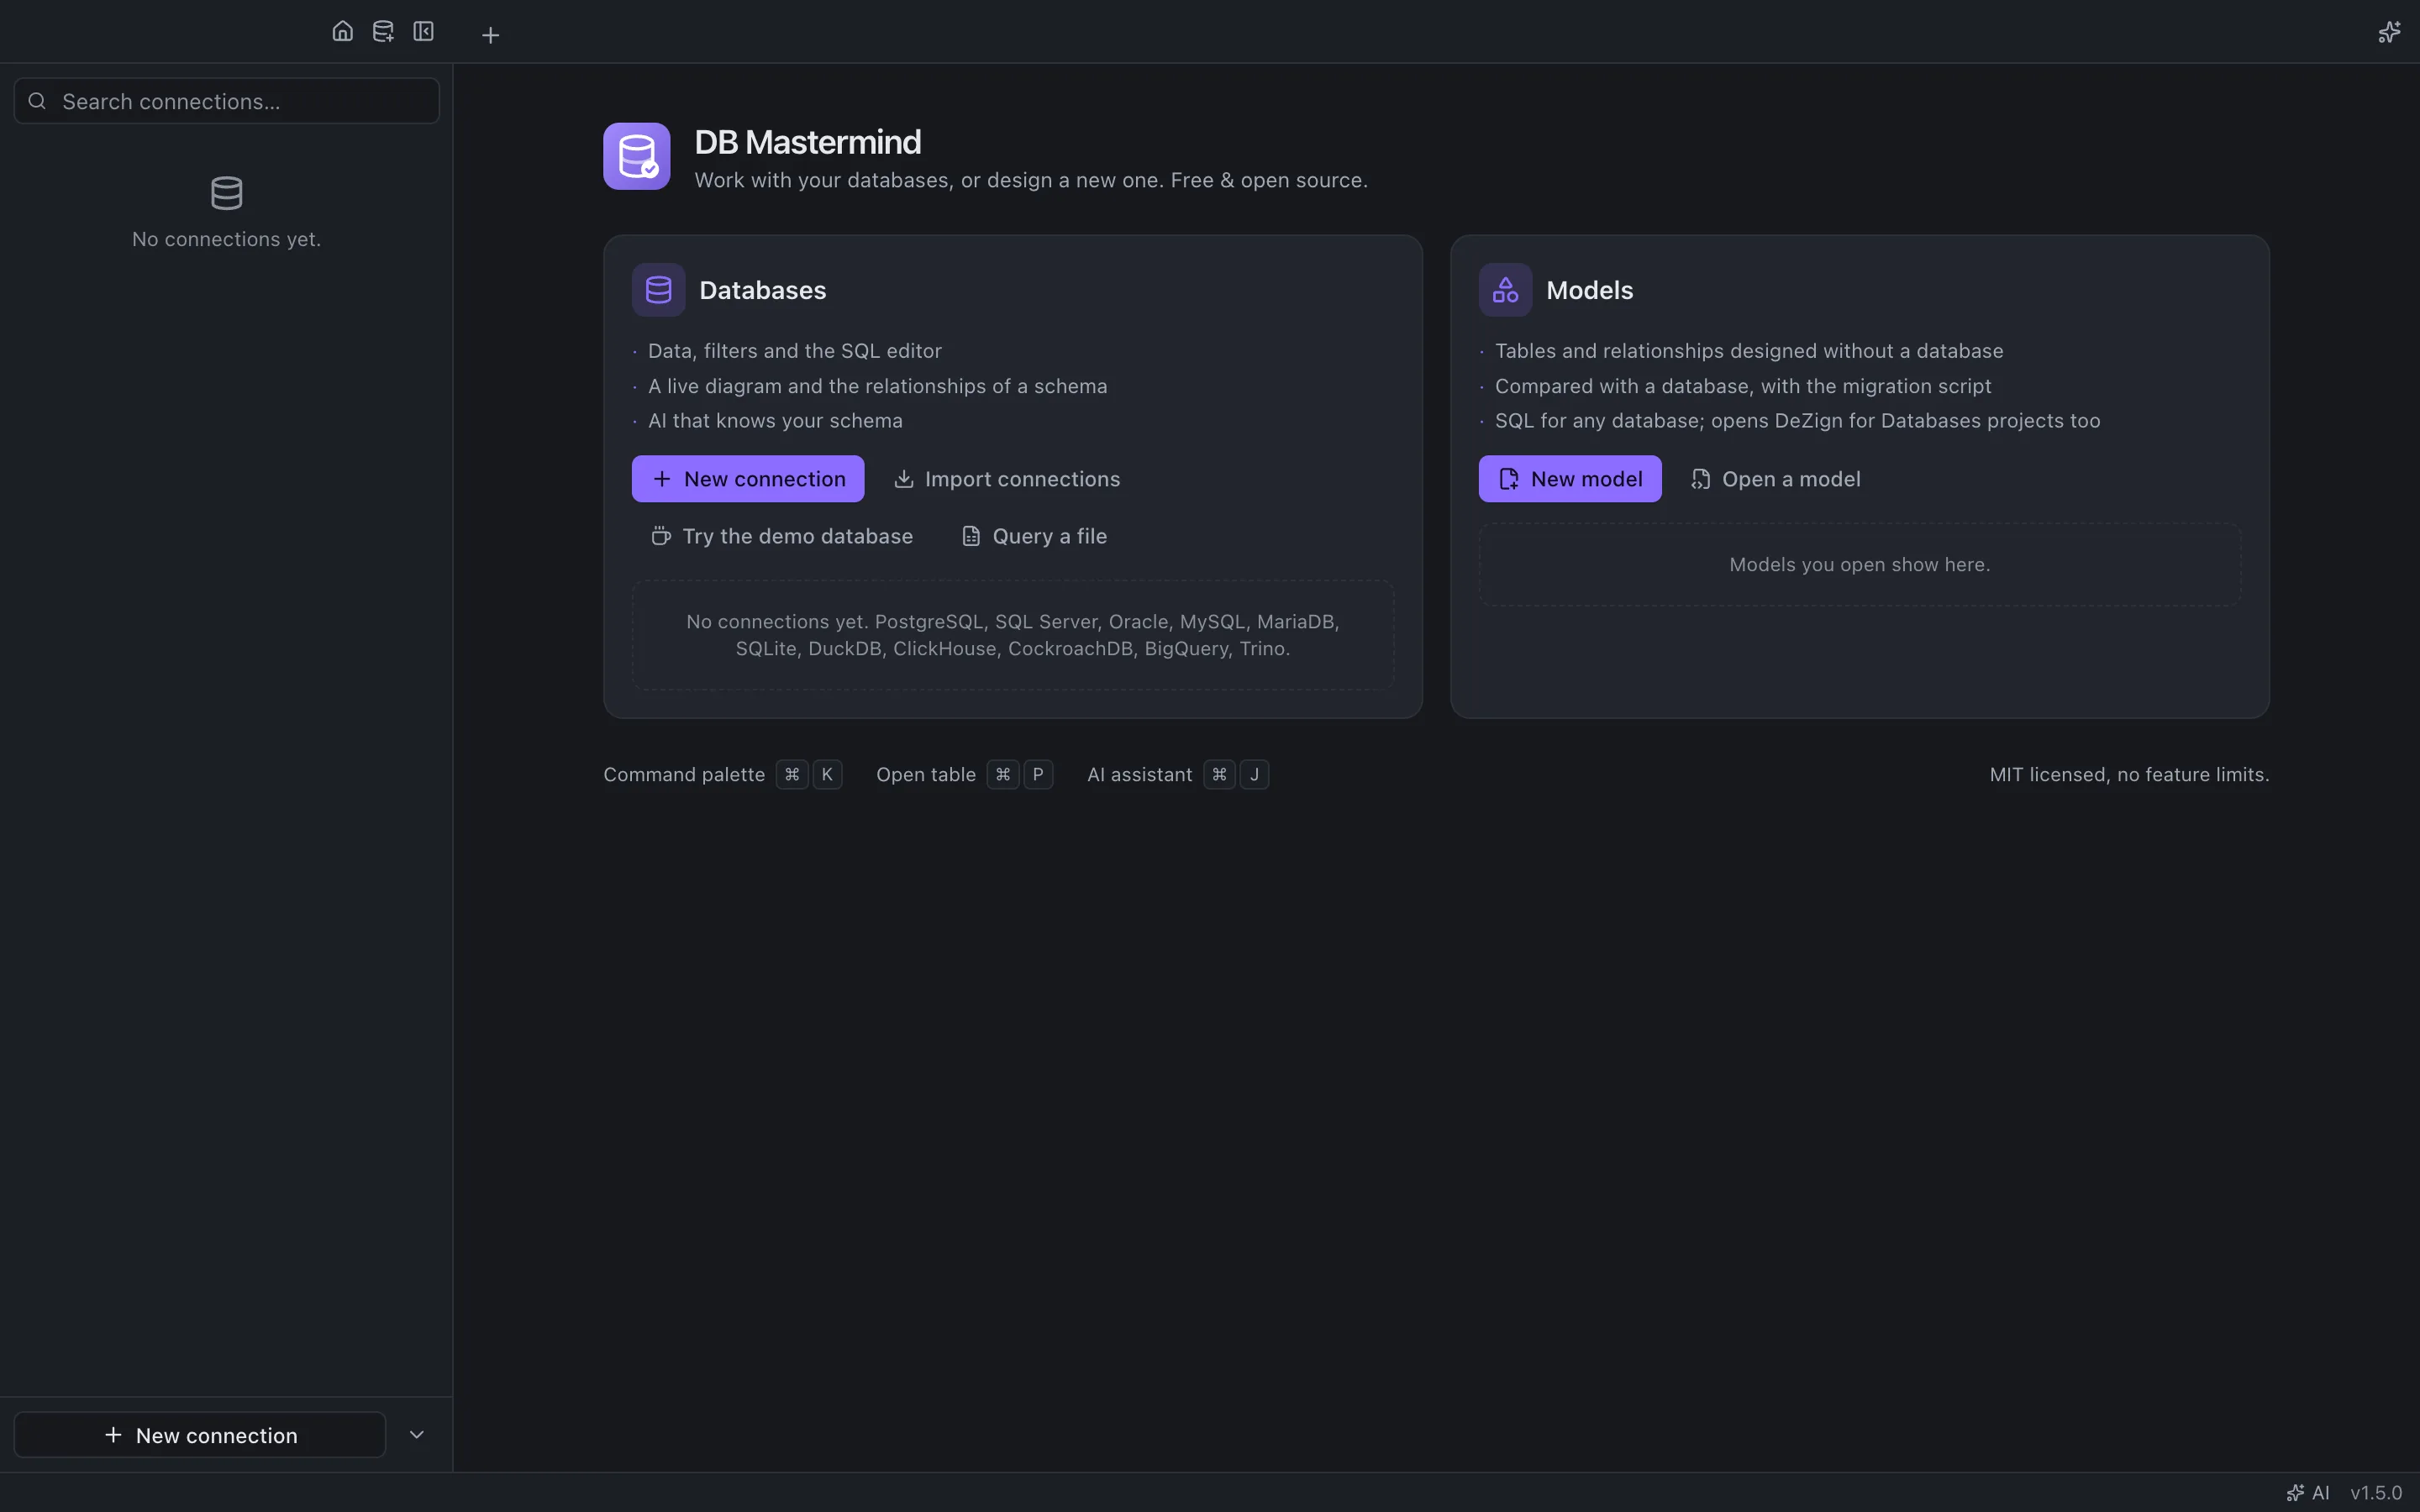 Search connections...
No connections yet.
DB Mastermind
Work with your databases, or design a new one. Free & open source.
Databases
· Data, filters and the SQL editor
· A live diagram and the relationships of a schema
· AI that knows your schema
New connection
Import connections
Try the demo database
Query a file
No connections yet. PostgreSQL, SQL Server, Oracle, MySQL, MariaDB,
SQLite, DuckDB, ClickHouse, CockroachDB, BigQuery, Trino.
Models
· Tables and relationships designed without a database
· Compared with a database, with the migration script
· SQL for any database; opens DeZign for Databases projects too
New model
Open a model
Models you open show here.
Command palette ⌘ K
Open table ⌘ P
AI assistant ⌘ J
MIT licensed, no feature limits.
New connection
AI
v1.5.0